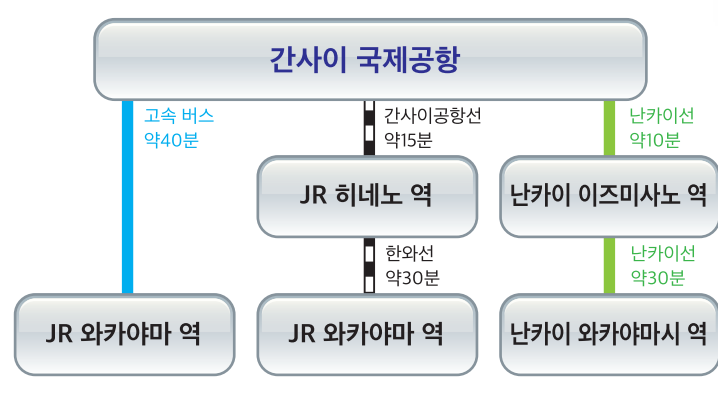 간사이 국제공항
고속 버스
약40분
간사이공항선
약15분
난카이선
약10분
JR 히네노 역
난카이 이즈미사노 역
한와선
약30분
난카이선
약30분
JR 와카야마 역
JR 와카야마 역
난카이 와카야마시 역